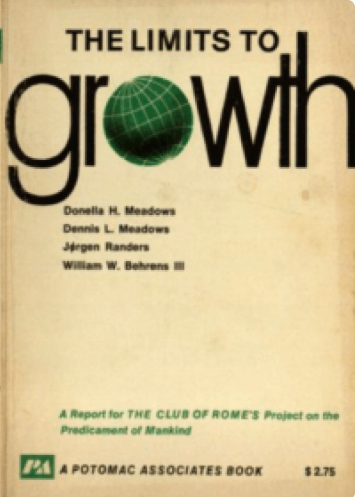 THE LIMITS TO
growth
Donella H. Meadows
Dennis L. Meadows
Jørgen Randers
William W. Behrens III
A Report for THE CLUB OF ROME'S Project on the
Predicament of Mankind
PA A POTOMAC ASSOCIATES BOOK $2.75